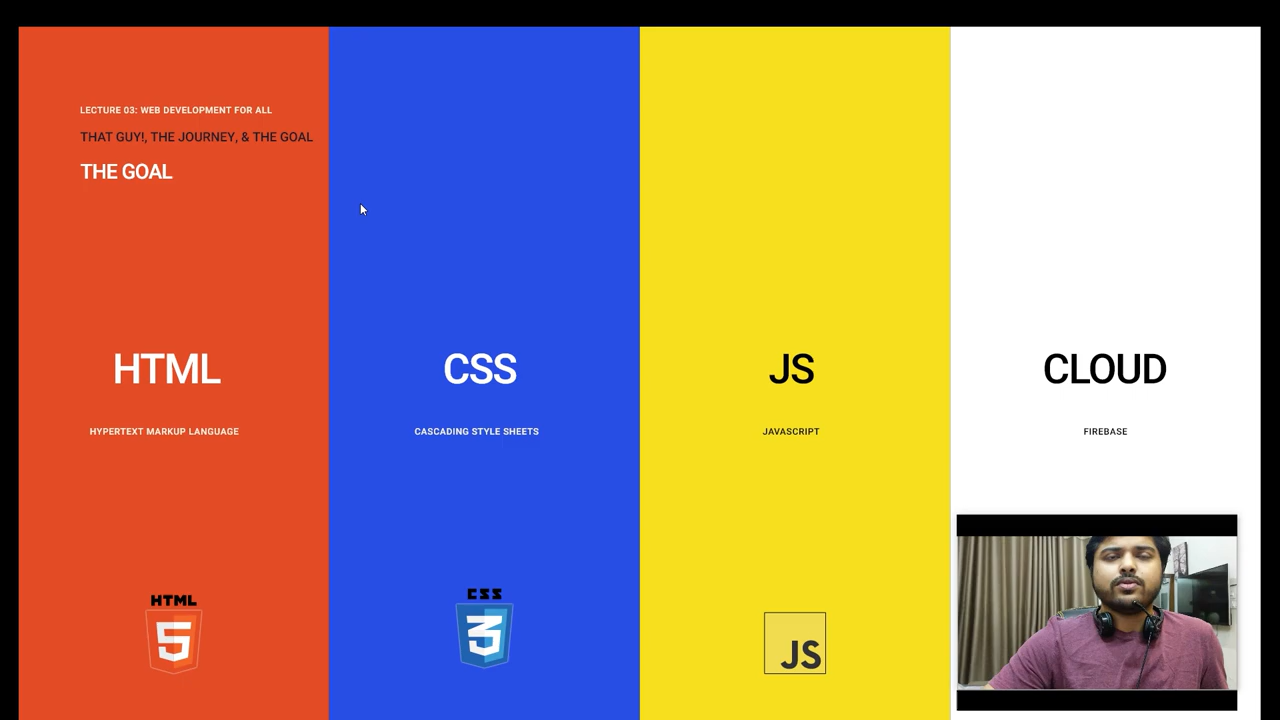 LECTURE 03: WEB DEVELOPMENT FOR ALL
THAT GUY!, THE JOURNEY, & THE GOAL
THE GOAL
HTML
HYPERTEXT MARKUP LANGUAGE
HTML
5
CSS
CASCADING STYLE SHEETS
CSS
3
JS
JAVASCRIPT
JS
CLOUD
FIREBASE